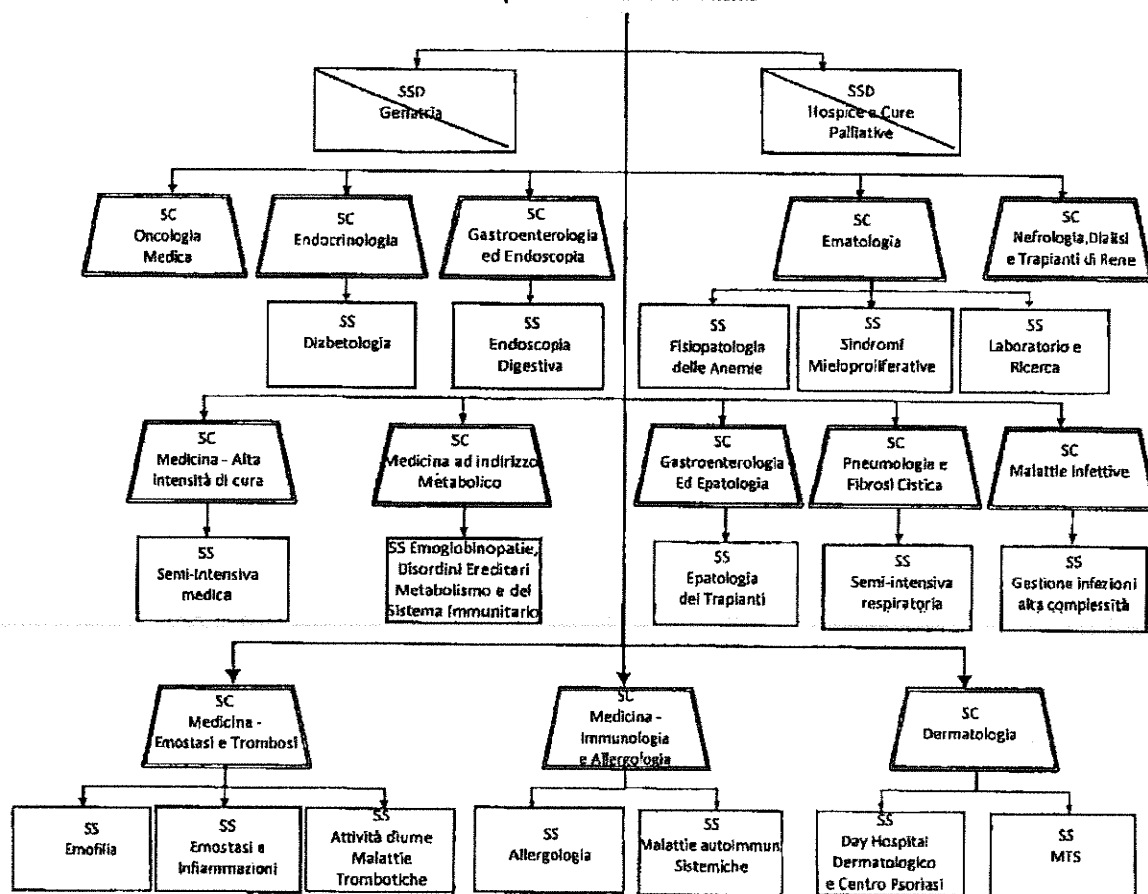 SSD
Geriatria
SSD
Hospice e Cure
Palliative
SC
Oncologia
Medica
SC
Endocrinologia
SC
Gastroenterologia
ed Endoscopia
SC
Ematologia
SC
Nefrologia, Dialisi
e Trapianti di Rene
SS
Diabetologia
SS
Endoscopia
Digestiva
SS
Fisiopatologia
delle Anemie
SS
Sindromi
Mieloproliferative
SS
Laboratorio e
Ricerca
SC
Medicina - Alta
intensità di cura
SC
Medicina ad indirizzo
Metabolico
SC
Gastroenterologia
Ed Epatologia
SC
Pneumologia e
Fibrosi Cistica
SC
Malattie Infettive
SS
Semi-Intensiva
medica
SS Emoglobinopatie,
Disordini Ereditari
Metabolismo e del
Sistema Immunitario
SS
Epatologia
dei Trapianti
SS
Semi-intensiva
respiratoria
SS
Gestione infezioni
alta complessità
SC
Medicina -
Emostasi e Trombosi
SC
Medicina -
Immunologia
e Allergologia
SC
Dermatologia
SS
Emofilia
SS
Emostasi e
Infiammazioni
SS
Attività diurne
Malattie
Trombotiche
SS
Allergologia
SS
Malattie autoimmun
Sistemiche
SS
Day Hospital
Dermatologico
e Centro Psoriasi
SS
MTS